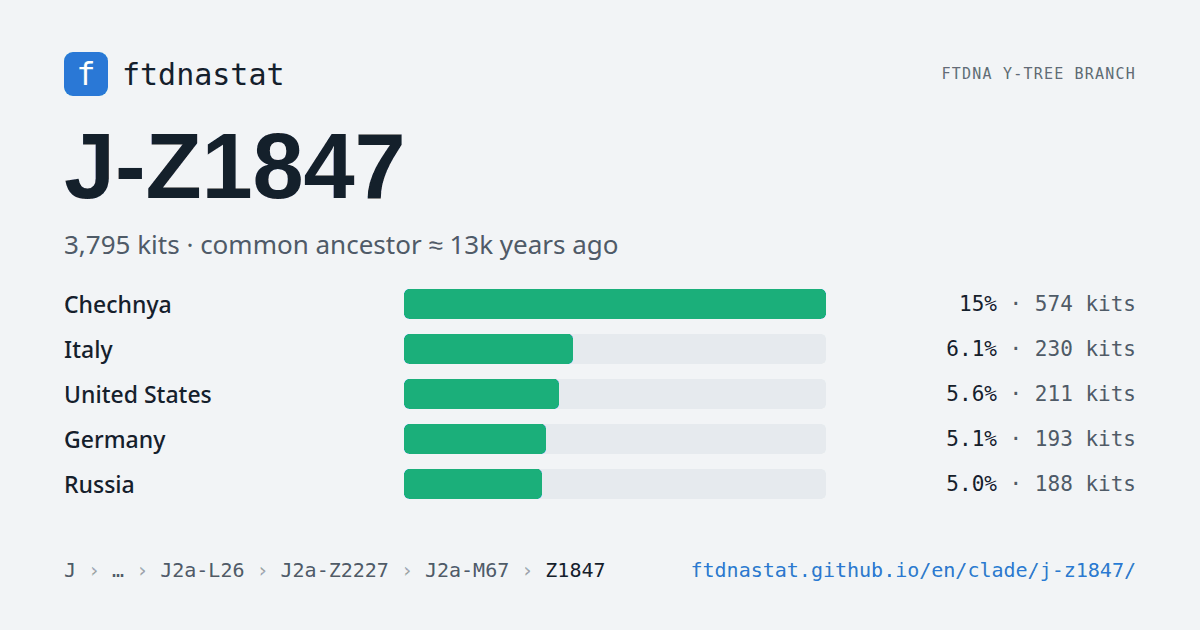 f ftdnastat
FTDNA Y-TREE BRANCH
J-Z1847
3,795 kits · common ancestor ≈ 13k years ago
Chechnya 15% · 574 kits
Italy 6.1% · 230 kits
United States 5.6% · 211 kits
Germany 5.1% · 193 kits
Russia 5.0% · 188 kits
J › … › J2a-L26 › J2a-Z2227 › J2a-M67 › Z1847
ftdnastat.github.io/en/clade/j-z1847/